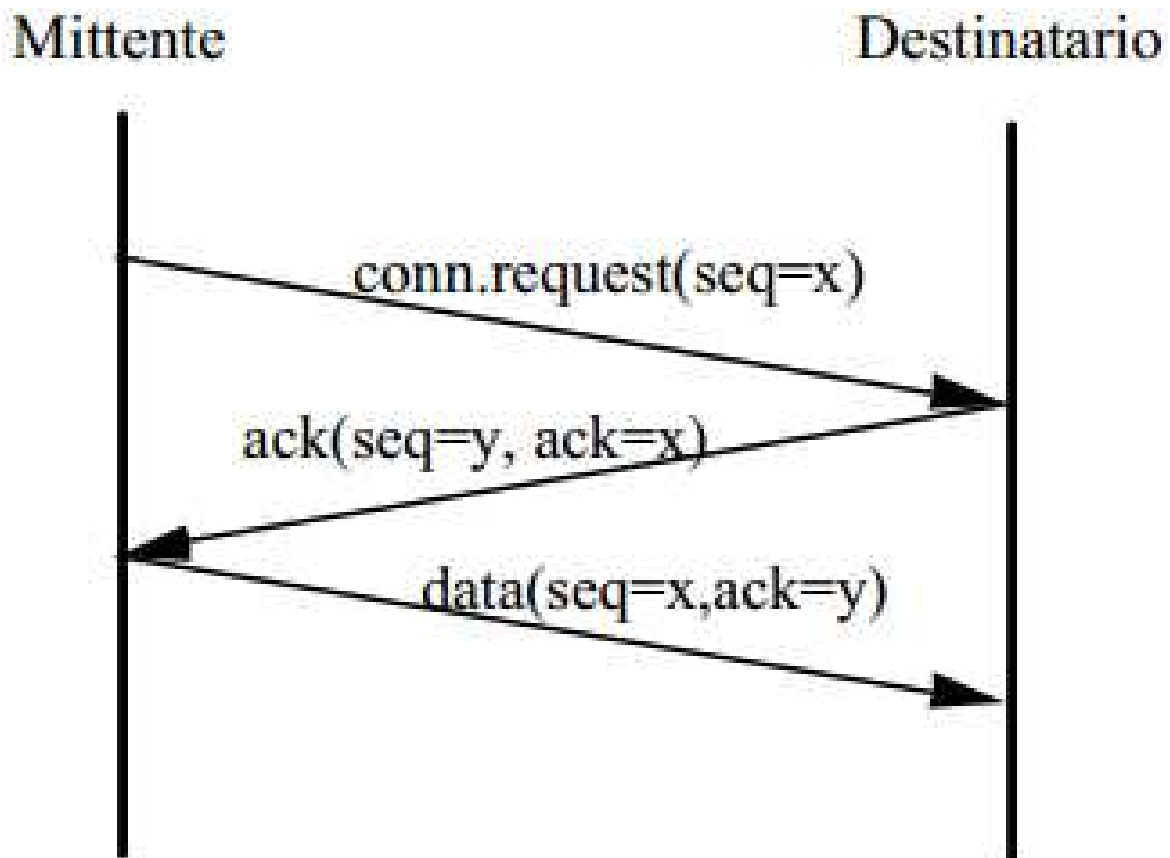 Mittente
Destinatario
conn.request(seq=x)
ack(seq=y, ack=x)
data(seq=x,ack=y)